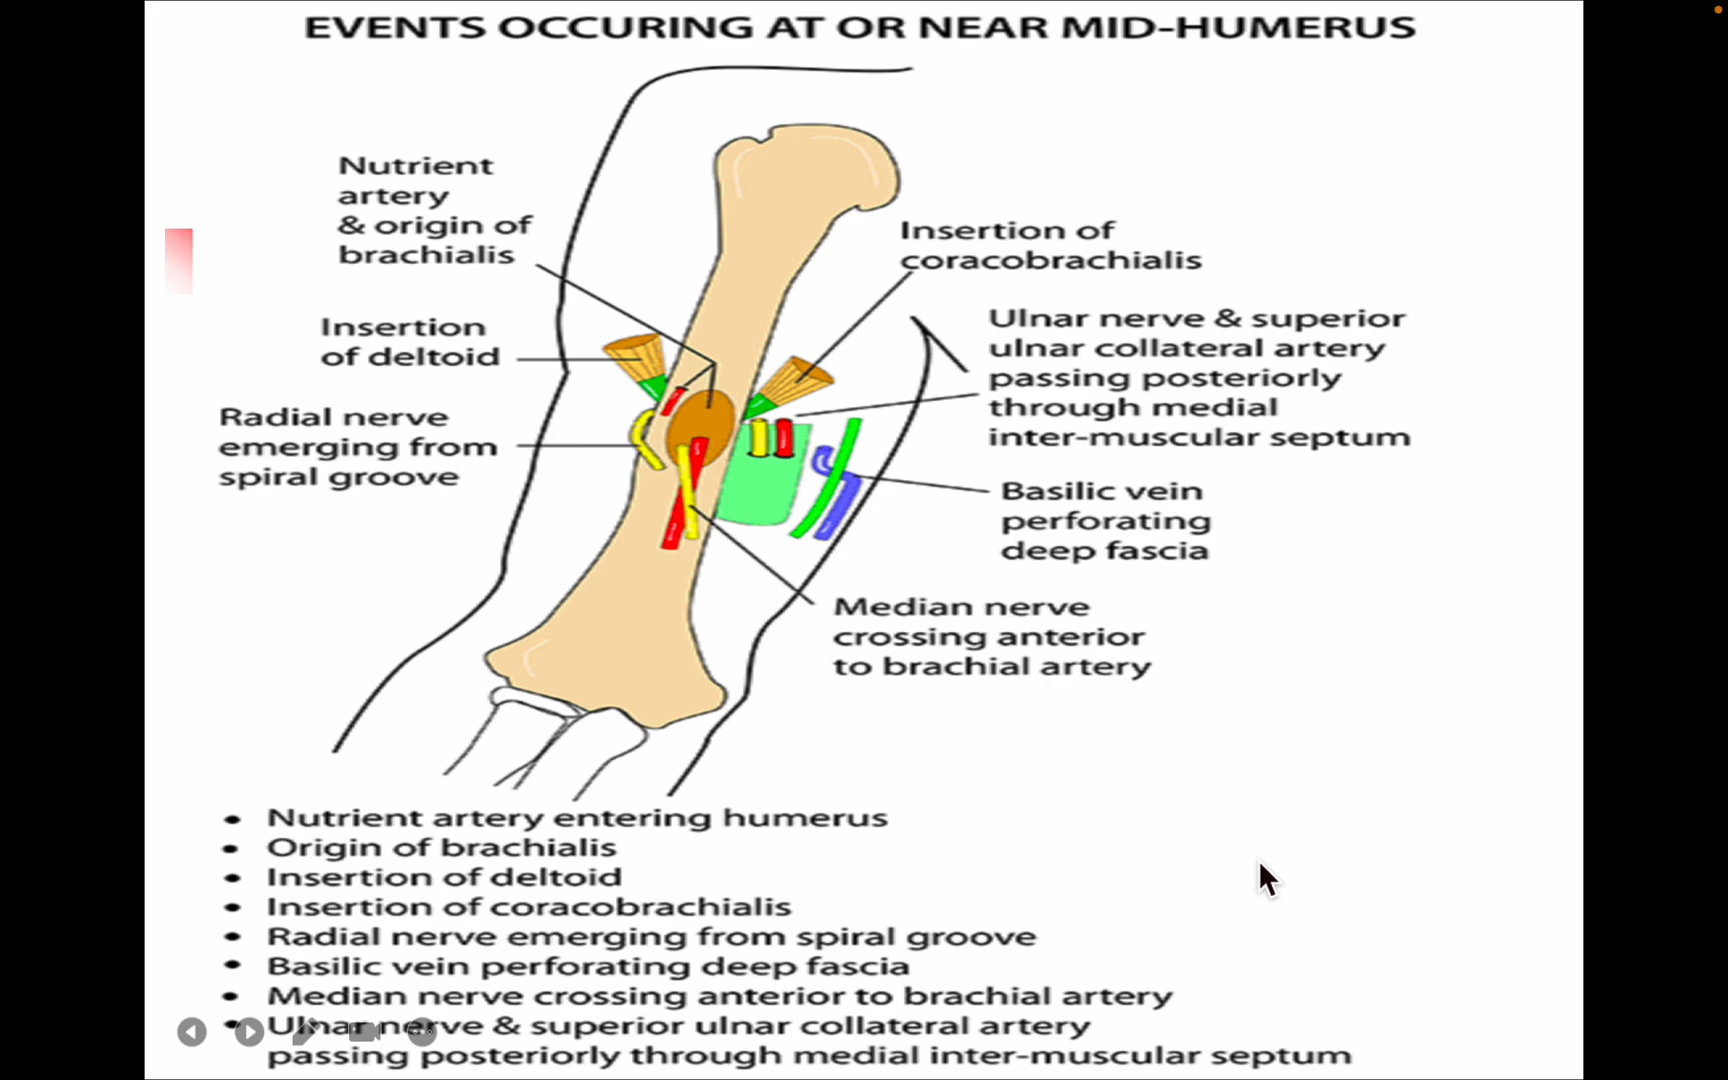 EVENTS OCCURING AT OR NEAR MID-HUMERUS
Nutrient
artery
& origin of
brachialis
Insertion of
coracobrachialis
Insertion
of deltoid
Ulnar nerve & superior
ulnar collateral artery
passing posteriorly
through medial
inter-muscular septum
Radial nerve
emerging from
spiral groove
Basilic vein
perforating
deep fascia
Median nerve
crossing anterior
to brachial artery
• Nutrient artery entering humerus
• Origin of brachialis
• Insertion of deltoid
• Insertion of coracobrachialis
• Radial nerve emerging from spiral groove
• Basilic vein perforating deep fascia
• Median nerve crossing anterior to brachial artery
• Ulnar nerve & superior ulnar collateral artery
passing posteriorly through medial inter-muscular septum